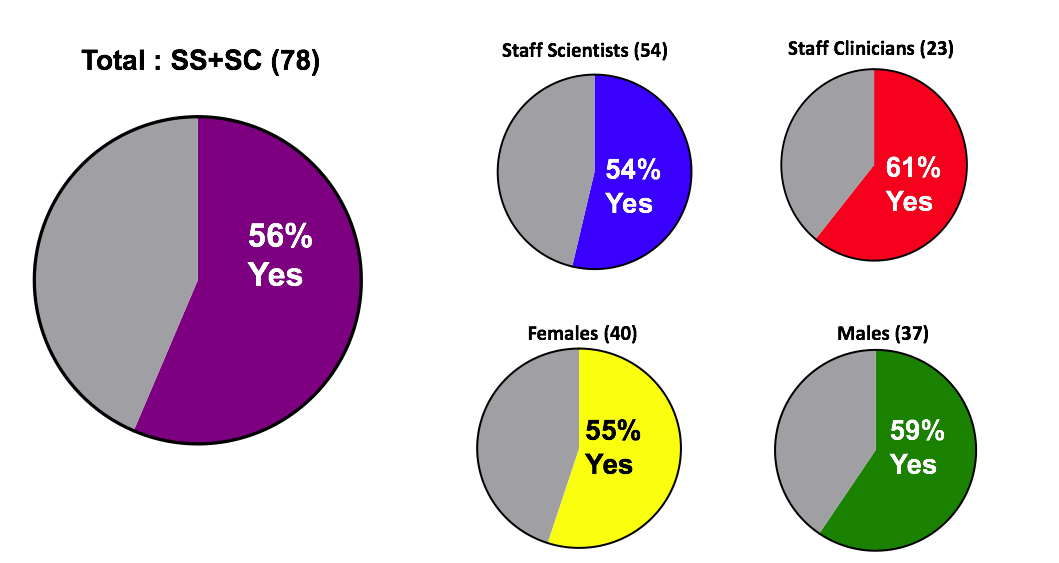 Total : SS+SC (78)
56%
Yes
Staff Scientists (54)
54%
Yes
Staff Clinicians (23)
61%
Yes
Females (40)
55%
Yes
Males (37)
59%
Yes